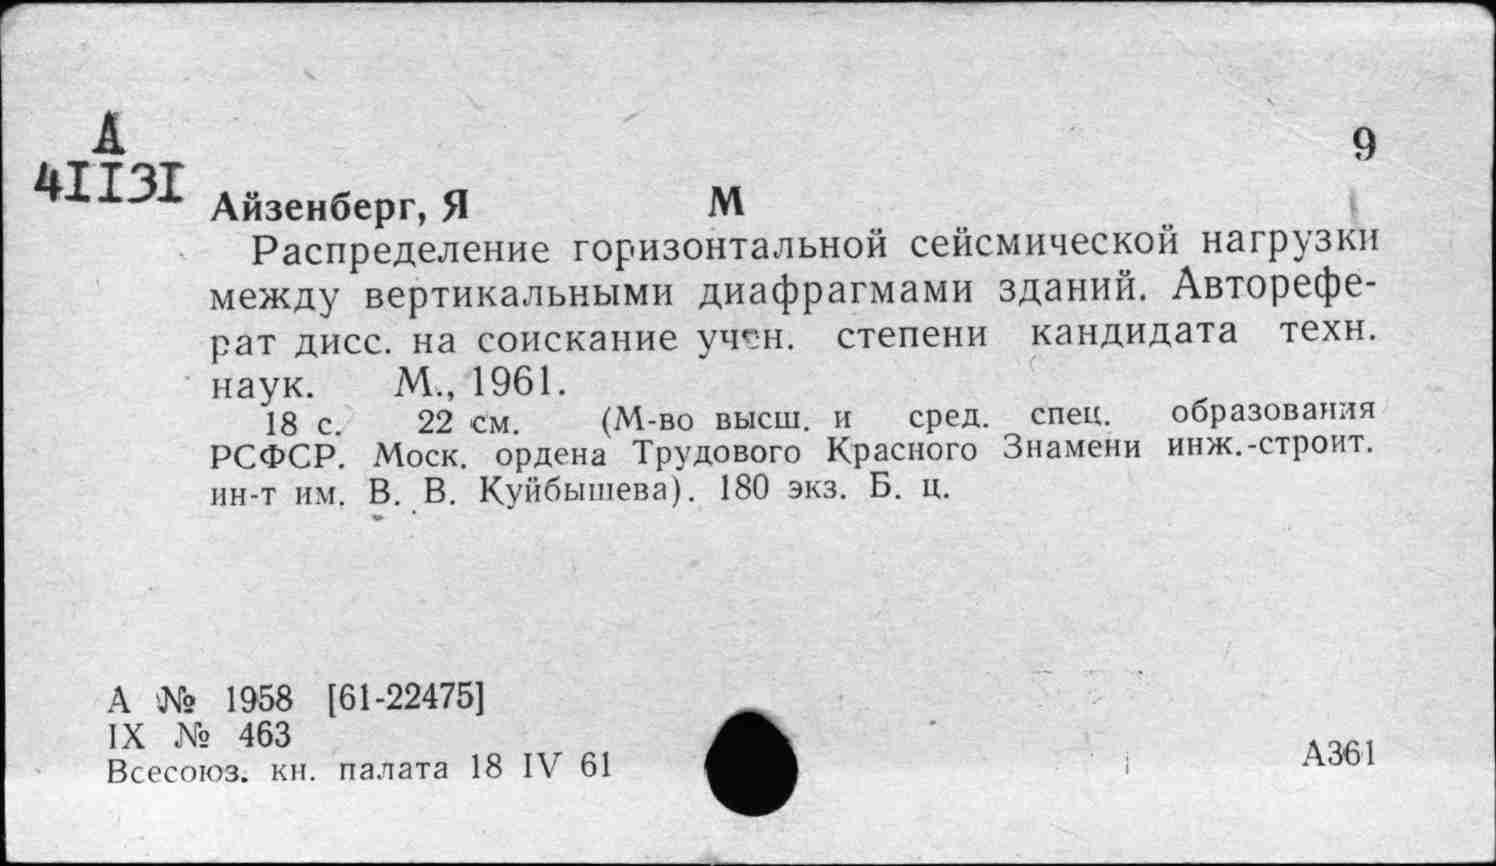 А
9
41131
Айзенберг, Я М
Распределение горизонтальной сейсмической нагрузки
между вертикальными диафрагмами зданий. Авторефе-
рат дисс. на соискание учен. степени кандидата техн.
наук. М., 1961.
18 с. 22 см. (М-во высш. и сред. спец. образования
РСФСР. Моск. ордена Трудового Красного Знамени инж.-строит.
ин-т им. В. В. Куйбышева). 180 экз. Б. ц.
А № 1958 [61-22475]
IX № 463
Всесоюз. кн. палата 18 IV 61
А361